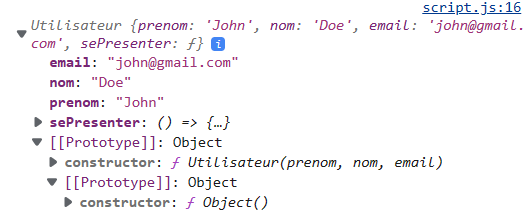 script.js:16
Utilisateur {prenom: 'John', nom: 'Doe', email: 'john@gmail.
com', sePresenter: ƒ} i
email: "john@gmail.com"
nom: "Doe"
prenom: "John"
sePresenter: () => {…}
[[Prototype]]: Object
constructor: ƒ Utilisateur(prenom, nom, email)
[[Prototype]]: Object
constructor: ƒ Object()